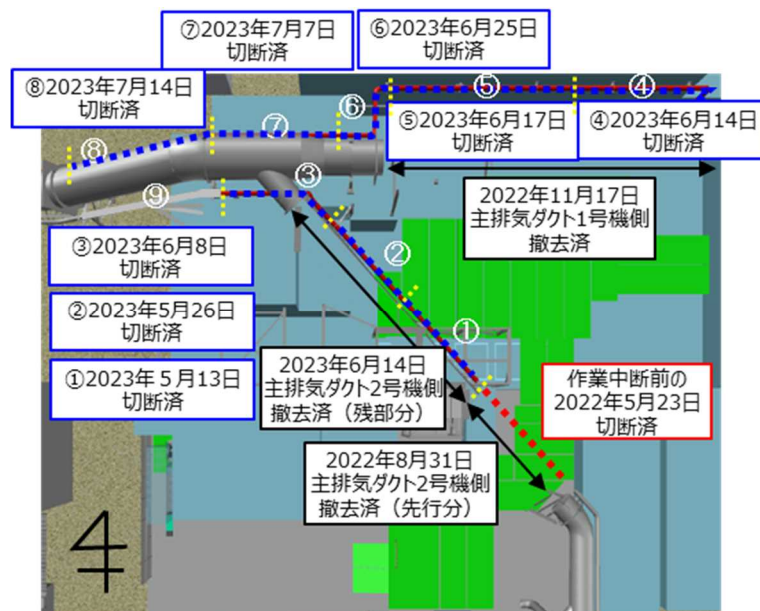 ⑦2023年7月7日
切断済
⑥2023年6月25日
切断済
⑧2023年7月14日
切断済
⑤
④
⑥
⑦
⑧
⑤2023年6月17日
切断済
④2023年6月14日
切断済
⑨
③
2022年11月17日
主排気ダクト1号機側
撤去済
③2023年6月8日
切断済
②
②2023年5月26日
切断済
①
①2023年5月13日
切断済
2023年6月14日
主排気ダクト2号機側
撤去済（残部分）
作業中断前の
2022年5月23日
切断済
2022年8月31日
主排気ダクト2号機側
撤去済（先行分）